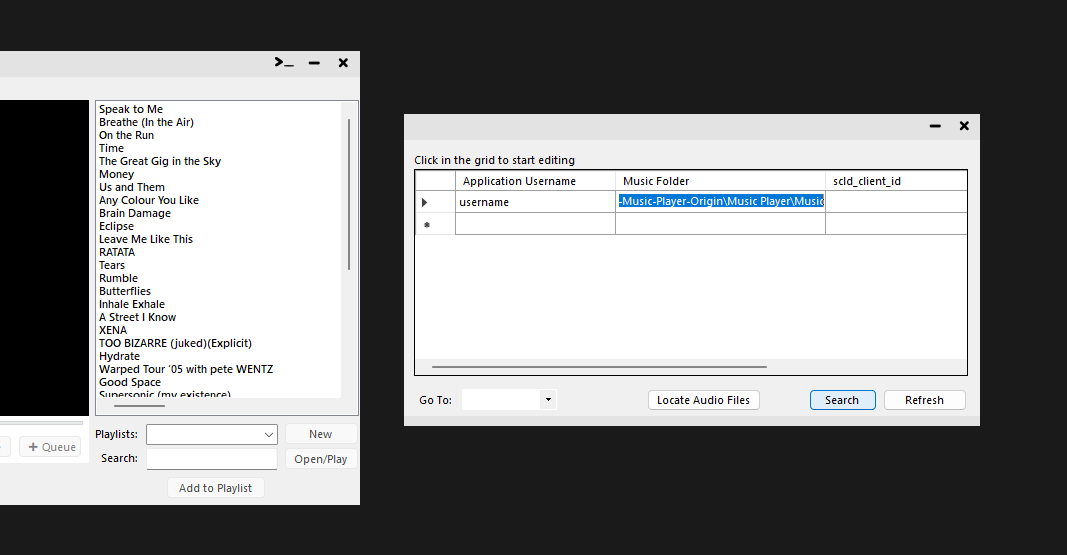 Speak to Me
Breathe (In the Air)
On the Run
Time
The Great Gig in the Sky
Money
Us and Them
Any Colour You Like
Brain Damage
Eclipse
Leave Me Like This
RATATA
Tears
Rumble
Butterflies
Inhale Exhale
A Street I Know
XENA
TOO BIZARRE (juked)(Explicit)
Hydrate
Warped Tour '05 with pete WENTZ
Good Space
Supersonic (my existence)
+ Queue
Playlists:
New
Search:
Open/Play
Add to Playlist
Click in the grid to start editing
Application Username Music Folder scld_client_id
username -Music-Player-Origin\Music Player\Music
Go To:
Locate Audio Files
Search
Refresh